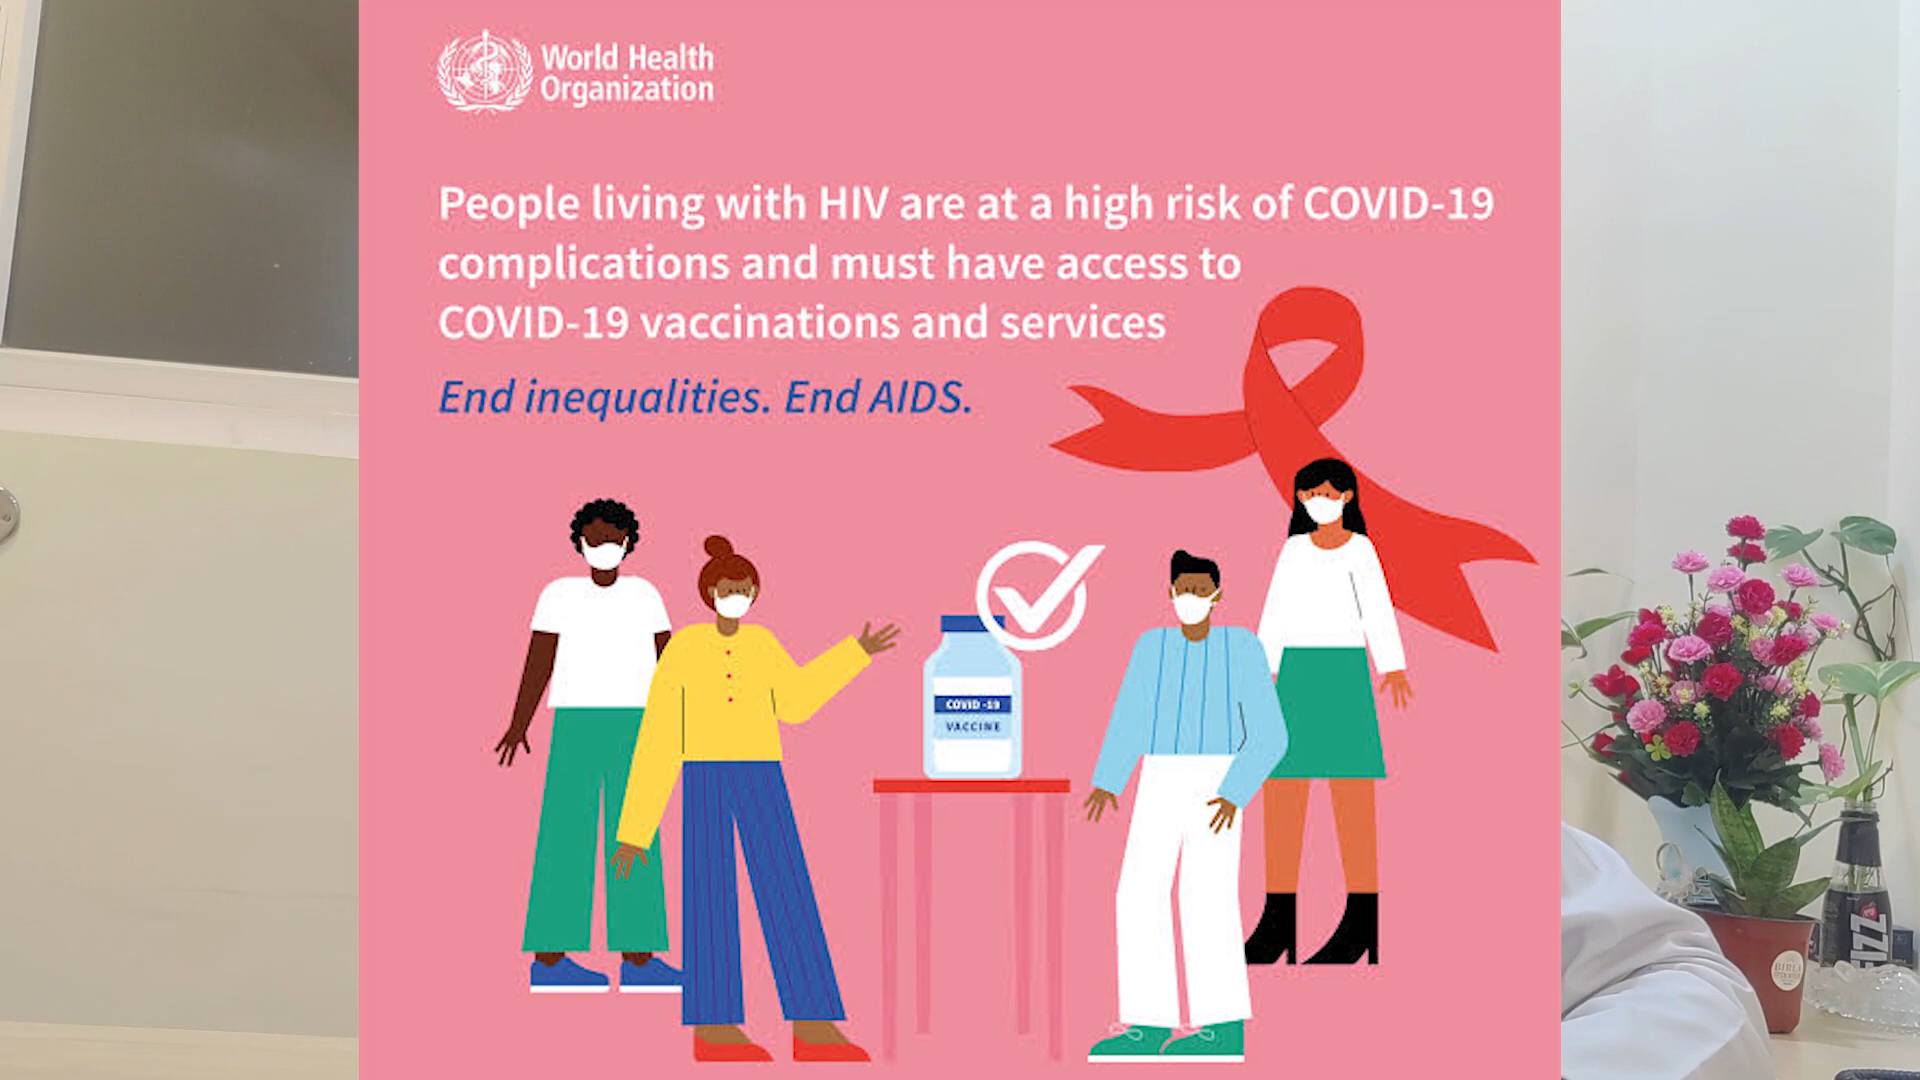 World Health
Organization
People living with HIV are at a high risk of COVID-19
complications and must have access to
COVID-19 vaccinations and services
End inequalities. End AIDS.
COVID -19
VACCINE
BIRLA